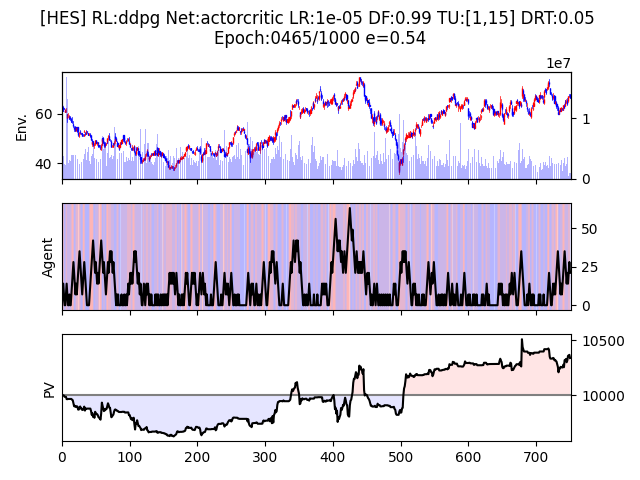 [HES] RL:ddpg Net:actorcritic LR:1e-05 DF:0.99 TU:[1,15] DRT:0.05
Epoch:0465/1000 e=0.54
1e7
Env.
60
40
1
0
Agent
50
25
0
PV
10500
10000
0 100 200 300 400 500 600 700